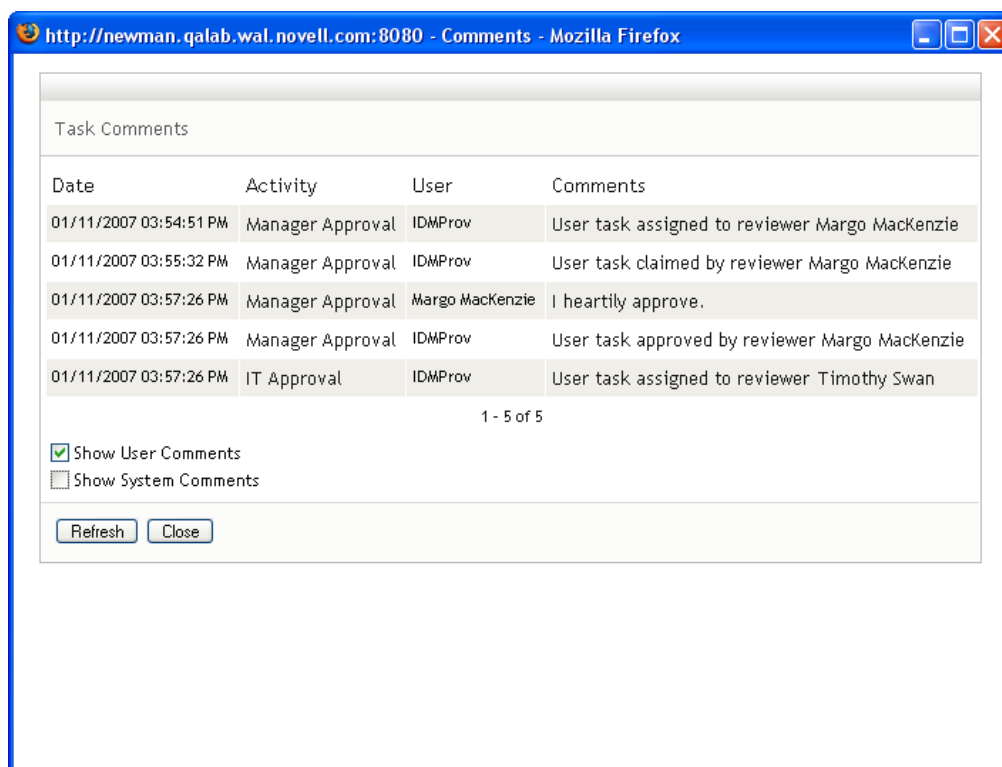 http://newman.qalab.wal.novell.com:8080 - Comments - Mozilla Firefox
Task Comments
Date Activity User Comments
01/11/2007 03:54:51 PM Manager Approval IDMProv User task assigned to reviewer Margo MacKenzie
01/11/2007 03:55:32 PM Manager Approval IDMProv User task claimed by reviewer Margo MacKenzie
01/11/2007 03:57:26 PM Manager Approval Margo MacKenzie I heartily approve.
01/11/2007 03:57:26 PM Manager Approval IDMProv User task approved by reviewer Margo MacKenzie
01/11/2007 03:57:26 PM IT Approval IDMProv User task assigned to reviewer Timothy Swan
1 - 5 of 5
Show User Comments
Show System Comments
Refresh Close